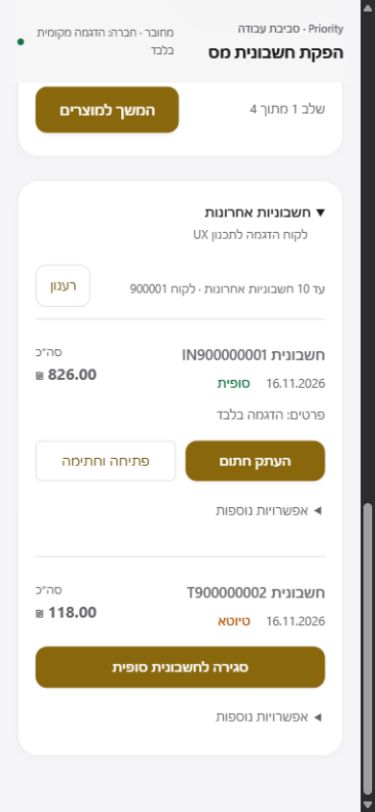 Priority · סביבת עבודה
הפקת חשבונית מס
מחובר · חברה: הדגמה מקומית
בלבד
שלב 1 מתוך 4
המשך למוצרים
▼ חשבוניות אחרונות
לקוח הדגמה לתכנון UX
עד 10 חשבוניות אחרונות · לקוח 900001
רענון
חשבונית IN900000001
סה"כ
16.11.2026 סופית
826.00 ₪
פרטים: הדגמה בלבד
העתק חתום
פתיחה וחתימה
◀ אפשרויות נוספות
חשבונית T900000002
סה"כ
16.11.2026 טיוטא
118.00 ₪
סגירה לחשבונית סופית
◀ אפשרויות נוספות